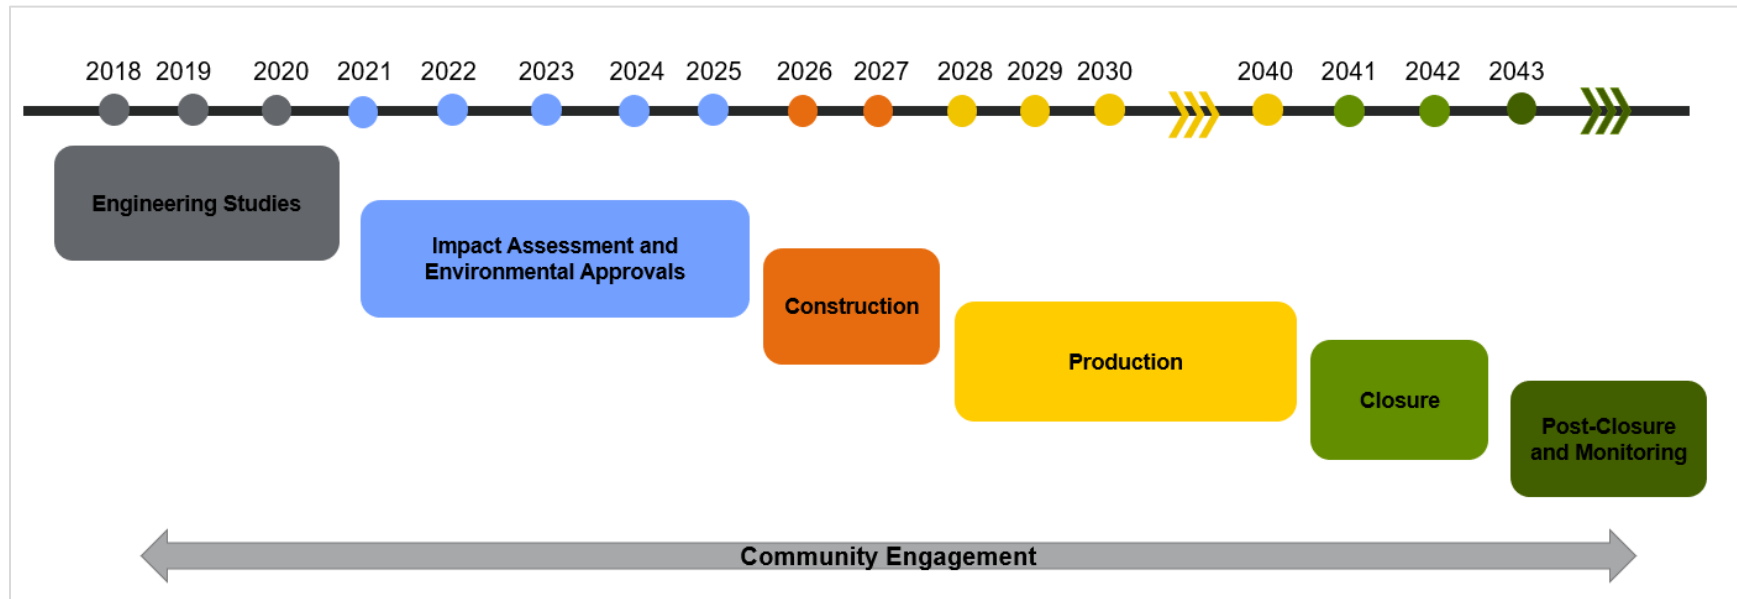 2018 2019 2020 2021 2022 2023 2024 2025 2026 2027 2028 2029 2030 2040 2041 2042 2043
Engineering Studies
Impact Assessment and
Environmental Approvals
Construction
Production
Closure
Post-Closure
and Monitoring
Community Engagement